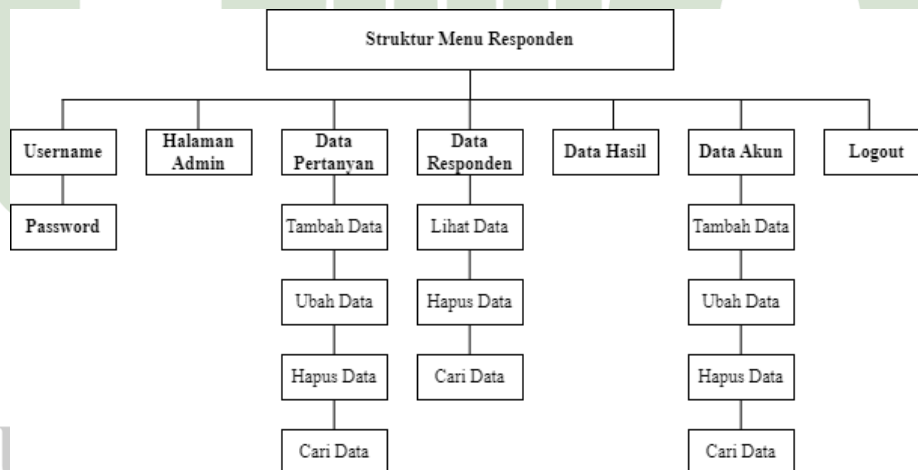 Struktur Menu Responden
Username
Halaman
Admin
Data
Pertanyan
Data
Responden
Data Hasil
Data Akun
Logout
Password
Tambah Data
Lihat Data
Tambah Data
Ubah Data
Hapus Data
Ubah Data
Hapus Data
Cari Data
Hapus Data
Cari Data
Cari Data